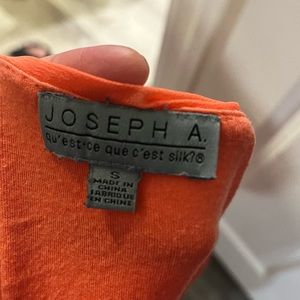 JOSEPH A.
qu'est•ce que c'est silk?®
S
MADE IN
CHINA
FABRIQUE
EN CHINE